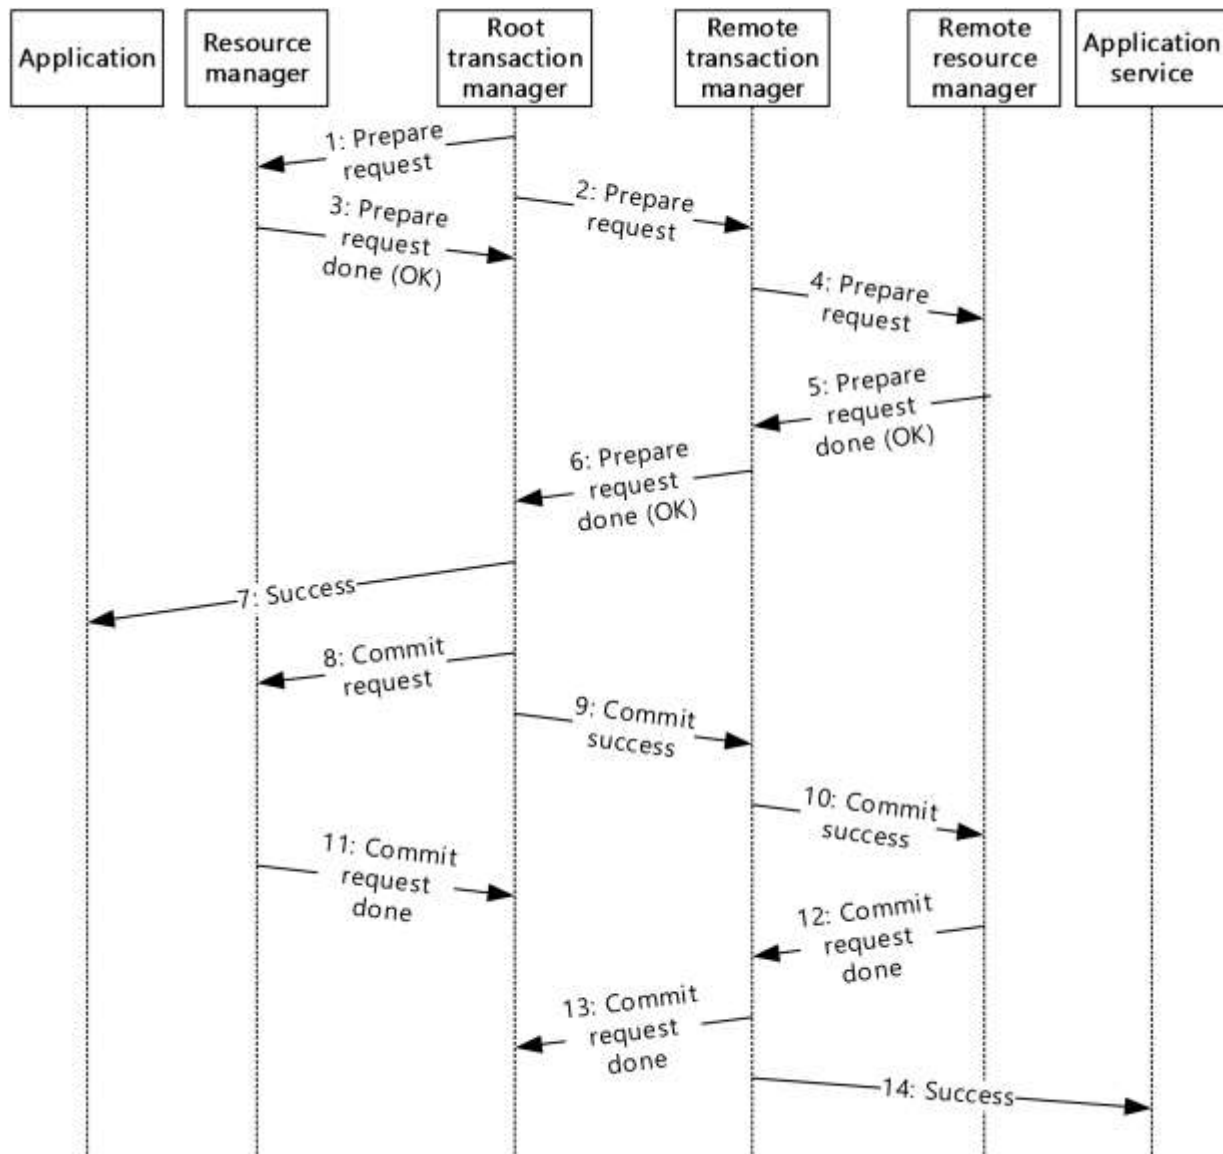 Application
Resource
manager
Root
transaction
manager
Remote
transaction
manager
Remote
resource
manager
Application
service
1: Prepare
request
2: Prepare
request
3: Prepare
request
done (OK)
4: Prepare
request
5: Prepare
request
done (OK)
6: Prepare
request
done (OK)
7: Success
8: Commit
request
9: Commit
success
10: Commit
success
11: Commit
request
done
12: Commit
request
done
13: Commit
request
done
14: Success